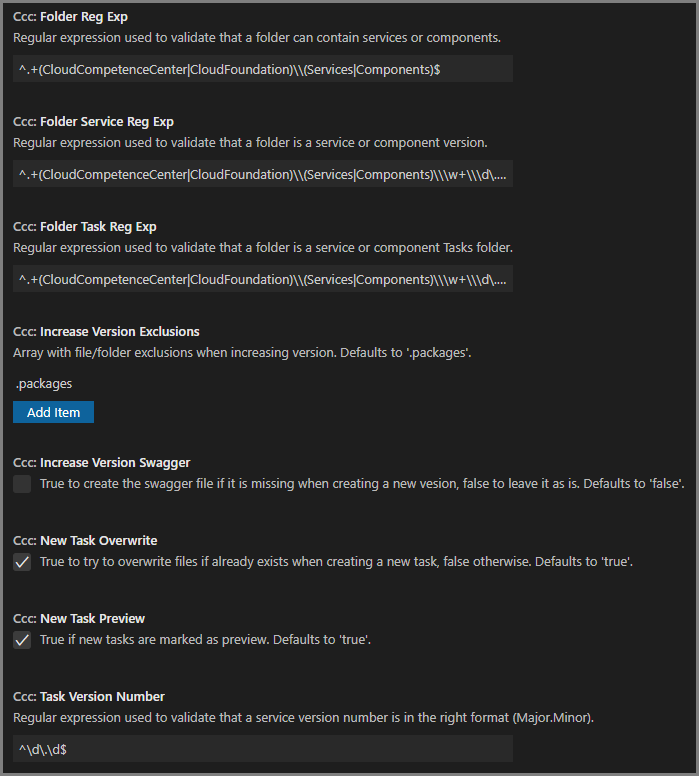 Ccc: Folder Reg Exp
Regular expression used to validate that a folder can contain services or components.
^.+(CloudCompetenceCenter|CloudFoundation)\\(Services|Components)$
Ccc: Folder Service Reg Exp
Regular expression used to validate that a folder is a service or component version.
^.+(CloudCompetenceCenter|CloudFoundation)\\(Services|Components)\\\w+\\\d\....
Ccc: Folder Task Reg Exp
Regular expression used to validate that a folder is a service or component Tasks folder.
^.+(CloudCompetenceCenter|CloudFoundation)\\(Services|Components)\\\w+\\\d\....
Ccc: Increase Version Exclusions
Array with file/folder exclusions when increasing version. Defaults to '.packages'.
.packages
Add Item
Ccc: Increase Version Swagger
True to create the swagger file if it is missing when creating a new vesion, false to leave it as is. Defaults to 'false'.
Ccc: New Task Overwrite
True to try to overwrite files if already exists when creating a new task, false otherwise. Defaults to 'true'.
Ccc: New Task Preview
True if new tasks are marked as preview. Defaults to 'true'.
Ccc: Task Version Number
Regular expression used to validate that a service version number is in the right format (Major.Minor).
^\d\.\d$